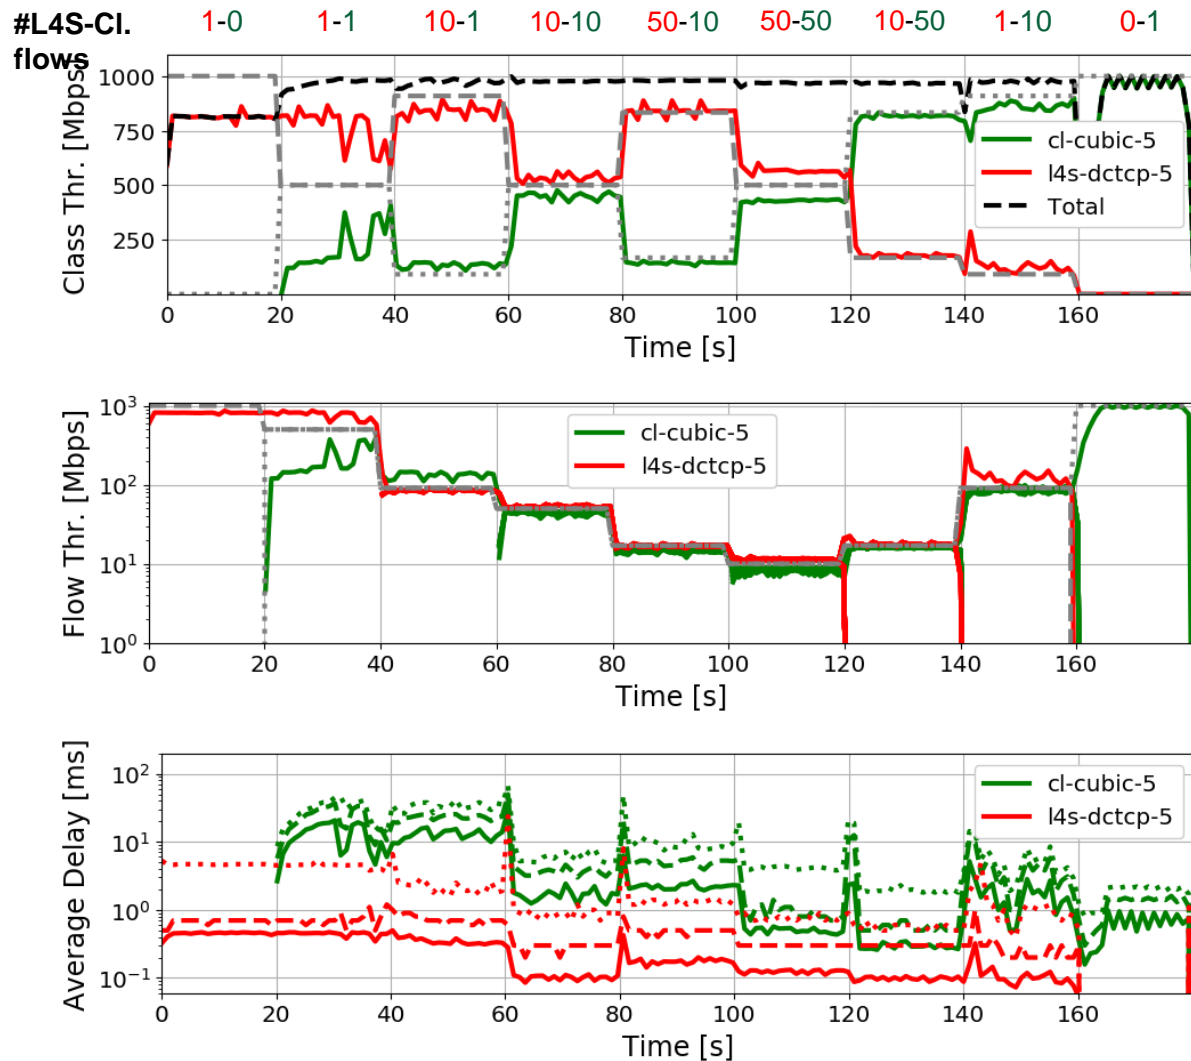 #L4S-Cl. flows 1-0 1-1 10-1 10-10 50-10 50-50 10-50 1-10 0-1
Class Thr. [Mbps]
1000
750
500
250
cl-cubic-5
l4s-dctcp-5
Total
0 20 40 60 80 100 120 140 160
Time [s]
Flow Thr. [Mbps]
10³
10²
10¹
10⁰
cl-cubic-5
l4s-dctcp-5
0 20 40 60 80 100 120 140 160
Time [s]
Average Delay [ms]
10²
10¹
10⁰
10⁻¹
cl-cubic-5
l4s-dctcp-5
0 20 40 60 80 100 120 140 160
Time [s]